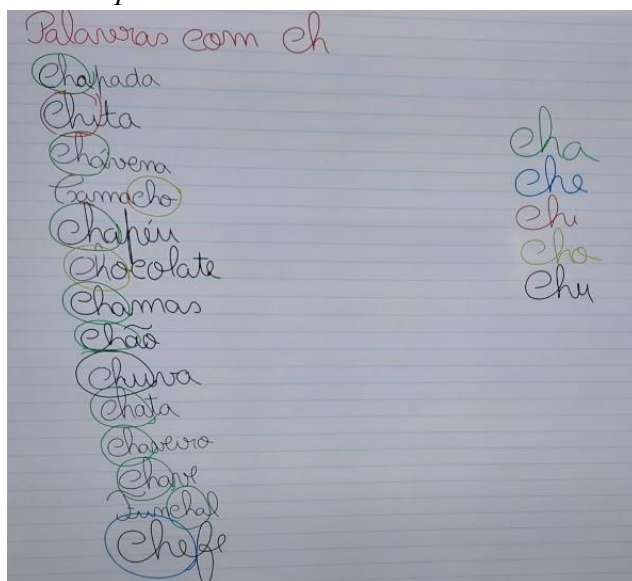 Palavras com ch
Chapada
Chita
Chávena
Camacho
Chapéu
Chocolate
Chamas
Chão
Chuva
Chata
Chaveiro
Chave
Funchal
Chefe
cha
che
chi
cho
chu